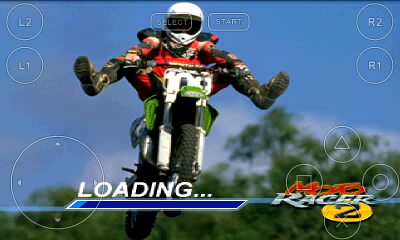 L2
SELECT
START
R2
L1
R1
LOADING...
MOTO
RACER
2